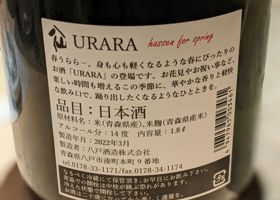 仙 URARA hassen for spring
春うらら―。身も心も軽くなるような春にぴったりの
お酒「URARA」の登場です。お花見やお祝い事など、
楽しい時間も増えるこの季節に、華やかな香りと軽快
な飲み口で、踊り出したくなるようなひとときを。
品目：日本酒
原材料名：米(青森県産)、米麹(青森県産)
アルコール分：14度 内容量：1.8ℓ
製造年月：2022年3月
製造者：八戸酒造株式会社
青森県八戸市湊町本町9番地
tel.0178-33-1171/fax.0178-34-1174